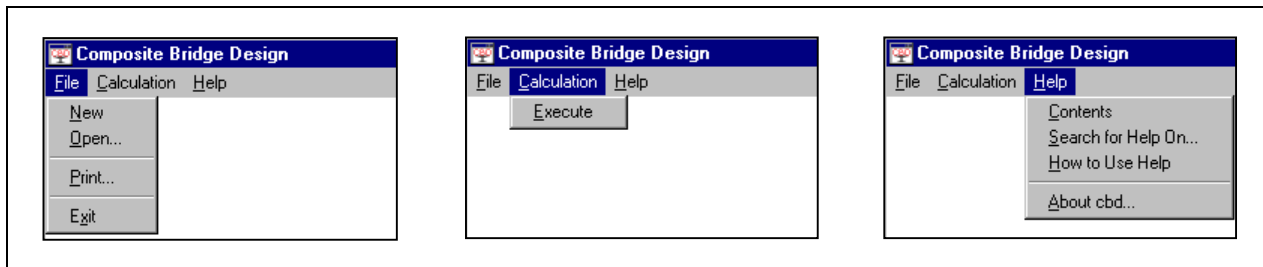 Composite Bridge Design
File Calculation Help
New
Open...
Print...
Exit
Composite Bridge Design
File Calculation Help
Execute
Composite Bridge Design
File Calculation Help
Contents
Search for Help On...
How to Use Help
About cbd...